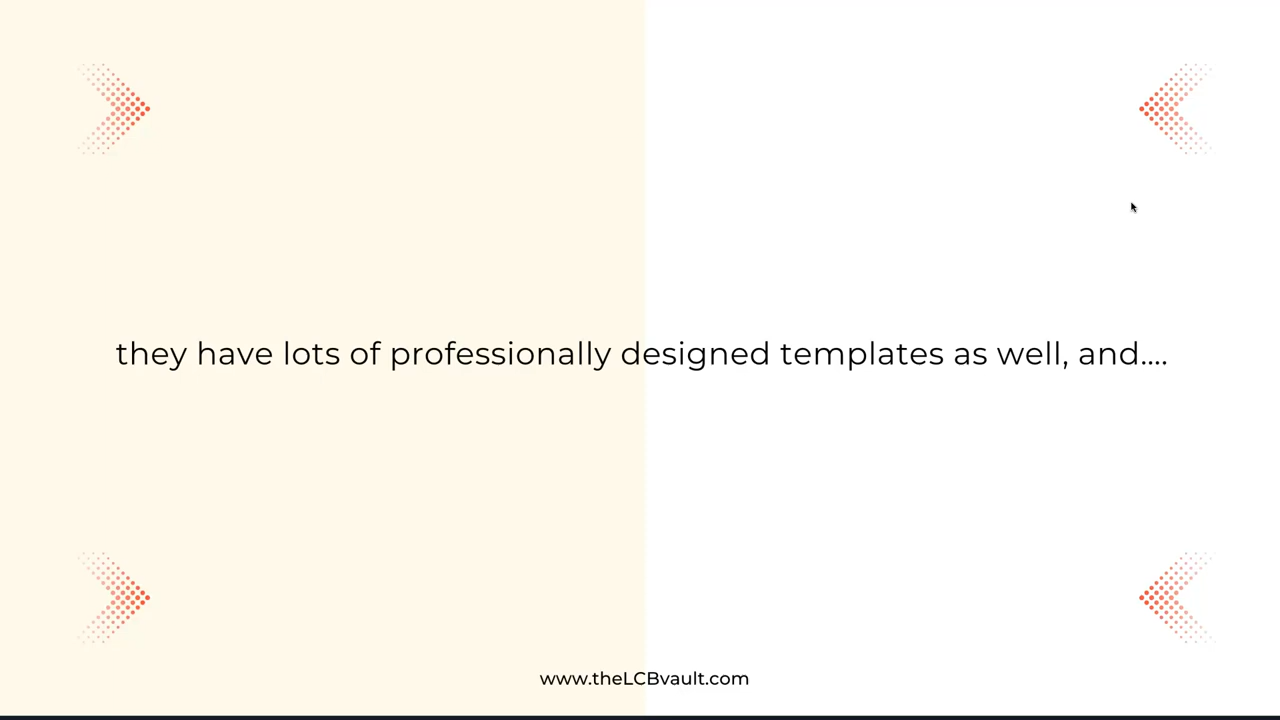 they have lots of professionally designed templates as well, and....
www.theLCBvault.com